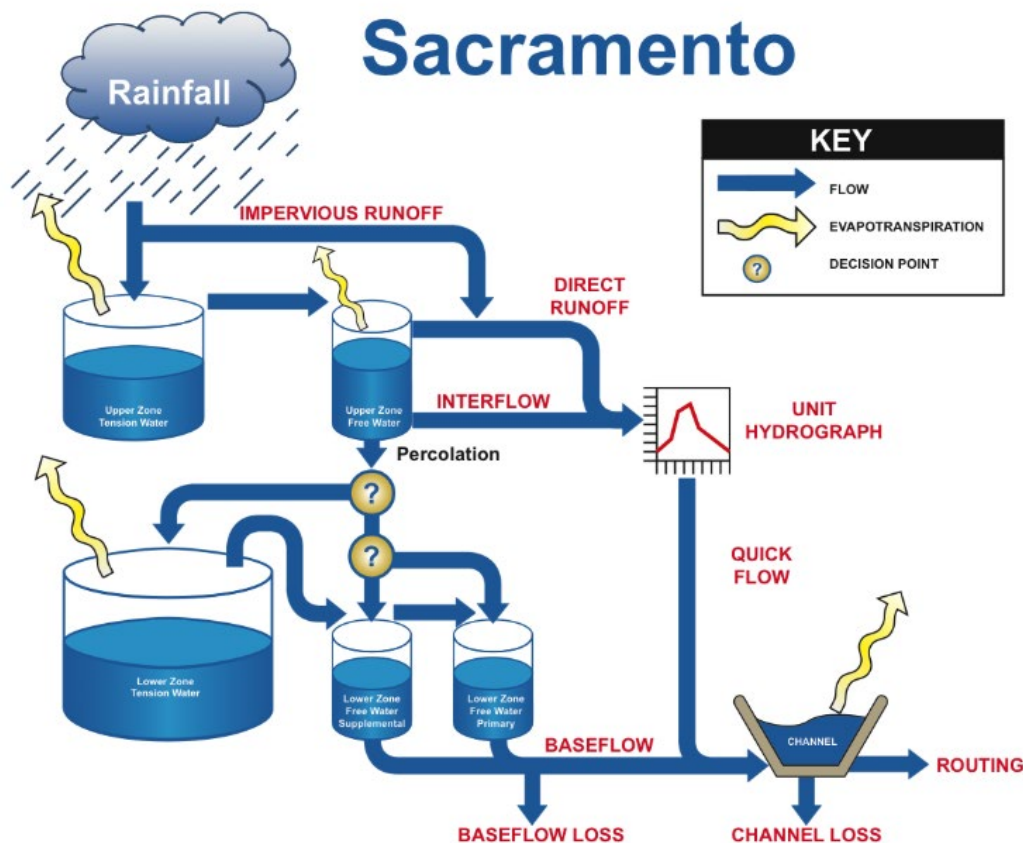 Sacramento
Rainfall
KEY
FLOW
EVAPOTRANSPIRATION
?
DECISION POINT
IMPERVIOUS RUNOFF
DIRECT
RUNOFF
Upper Zone
Tension Water
Upper Zone
Free Water
INTERFLOW
UNIT
HYDROGRAPH
Percolation
?
?
QUICK
FLOW
Lower Zone
Tension Water
Lower Zone
Free Water
Supplemental
Lower Zone
Free Water
Primary
BASEFLOW
CHANNEL
ROUTING
BASEFLOW LOSS
CHANNEL LOSS